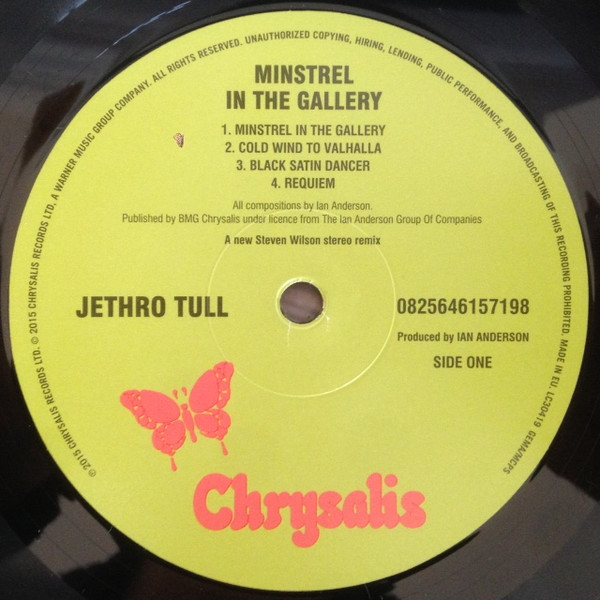 MINSTREL
IN THE GALLERY
1. MINSTREL IN THE GALLERY
2. COLD WIND TO VALHALLA
3. BLACK SATIN DANCER
4. REQUIEM
All compositions by Ian Anderson.
Published by BMG Chrysalis under licence from The Ian Anderson Group Of Companies
A new Steven Wilson stereo remix
JETHRO TULL
0825646157198
Produced by IAN ANDERSON
SIDE ONE
Chrysalis
℗ 2015 CHRYSALIS RECORDS LTD. © 2015 CHRYSALIS RECORDS LTD, A WARNER MUSIC GROUP COMPANY. ALL RIGHTS RESERVED. UNAUTHORIZED COPYING, HIRING, LENDING, PUBLIC PERFORMANCE, AND BROADCASTING OF THIS RECORDING PROHIBITED. MADE IN EU. LC30419 GEMA/MCPS